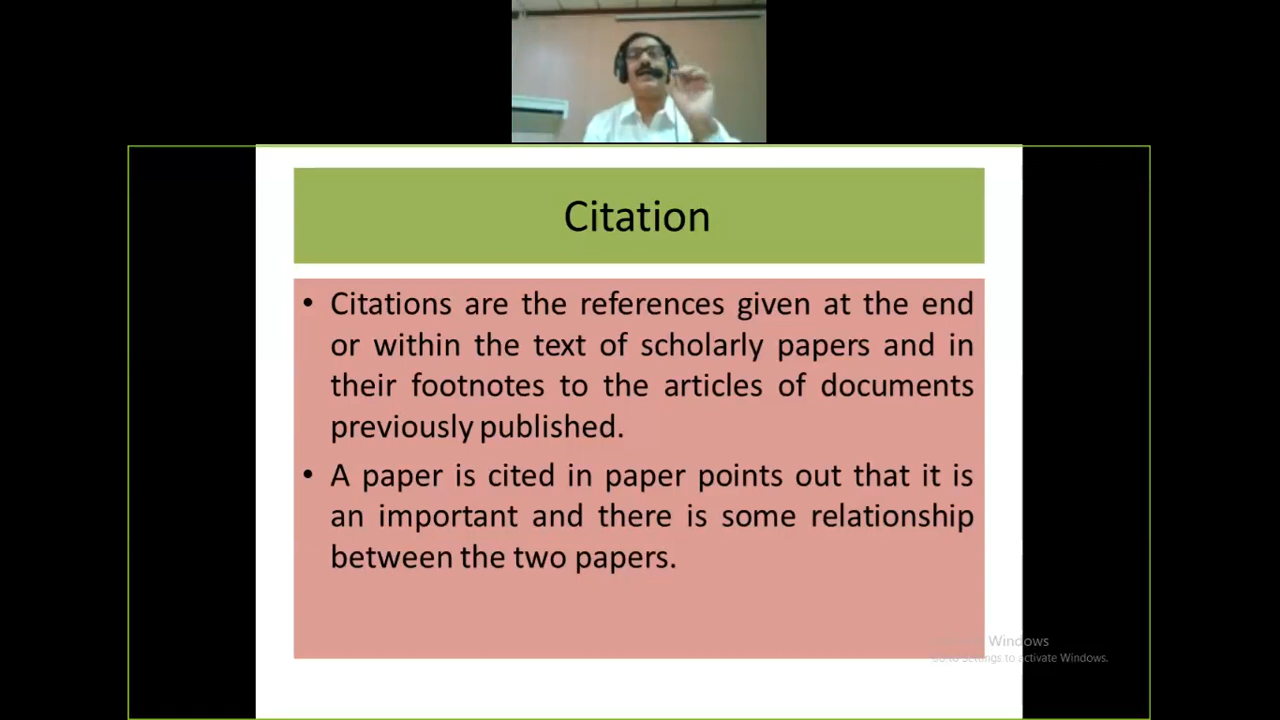 Citation
• Citations are the references given at the end
or within the text of scholarly papers and in
their footnotes to the articles of documents
previously published.
• A paper is cited in paper points out that it is
an important and there is some relationship
between the two papers.
Windows
Settings to activate Windows.